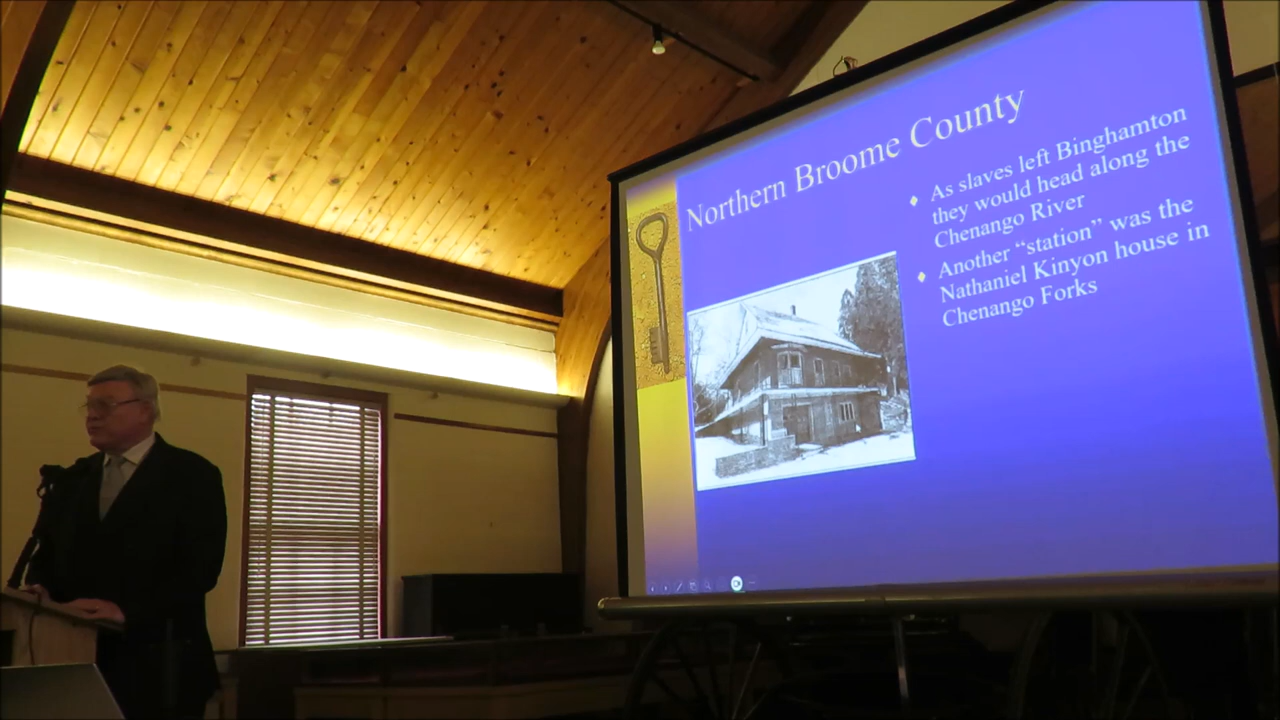 Northern Broome County
As slaves left Binghamton
they would head along the
Chenango River
Another “station” was the
Nathaniel Kinyon house in
Chenango Forks